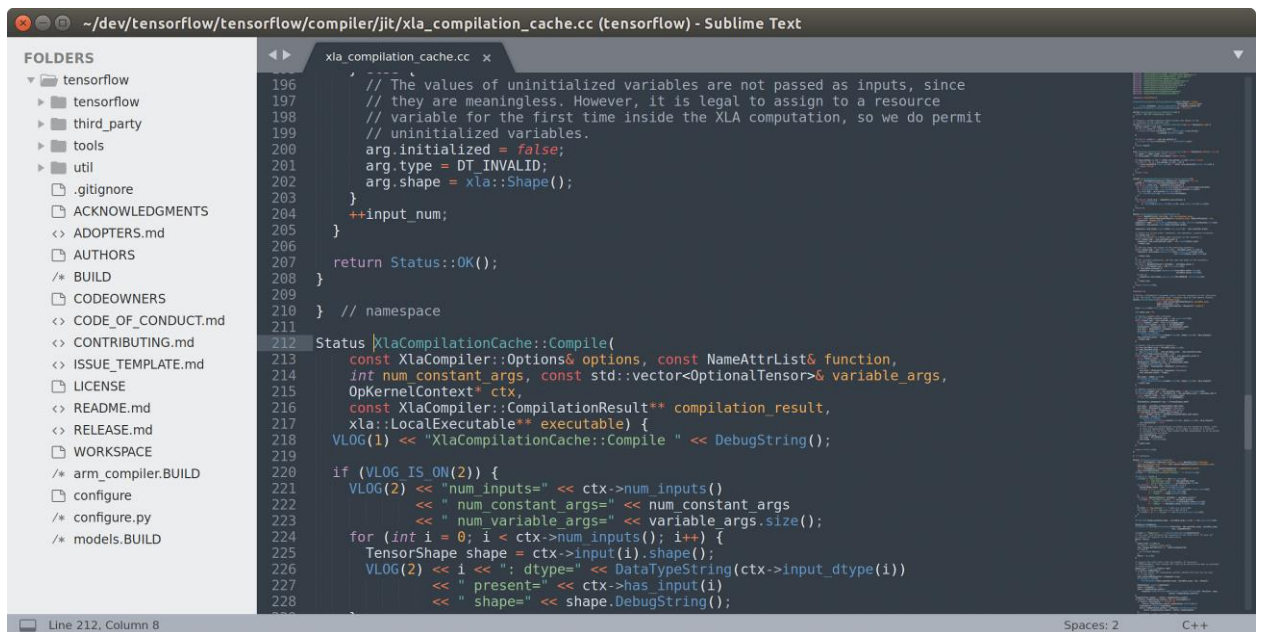 ~/dev/tensorflow/tensorflow/compiler/jit/xla_compilation_cache.cc (tensorflow) - Sublime Text
FOLDERS
tensorflow
tensorflow
third_party
tools
util
.gitignore
ACKNOWLEDGMENTS
<> ADOPTERS.md
AUTHORS
/* BUILD
CODEOWNERS
<> CODE_OF_CONDUCT.md
<> CONTRIBUTING.md
<> ISSUE_TEMPLATE.md
LICENSE
<> README.md
<> RELEASE.md
WORKSPACE
/* arm_compiler.BUILD
configure
/* configure.py
/* models.BUILD
xla_compilation_cache.cc x
196 // The values of uninitialized variables are not passed as inputs, since
197 // they are meaningless. However, it is legal to assign to a resource
198 // variable for the first time inside the XLA computation, so we do permit
199 // uninitialized variables.
200 arg.initialized = false;
201 arg.type = DT_INVALID;
202 arg.shape = xla::Shape();
203 }
204 ++input_num;
205 }
206
207 return Status::OK();
208 }
209
210 } // namespace
211
212 Status XlaCompilationCache::Compile(
213 const XlaCompiler::Options& options, const NameAttrList& function,
214 int num_constant_args, const std::vector<OptionalTensor>& variable_args,
215 OpKernelContext* ctx,
216 const XlaCompiler::CompilationResult** compilation_result,
217 xla::LocalExecutable** executable) {
218 VLOG(1) << "XlaCompilationCache::Compile " << DebugString();
219
220 if (VLOG_IS_ON(2)) {
221 VLOG(2) << "num_inputs=" << ctx->num_inputs()
222 << " num_constant_args=" << num_constant_args
223 << " num_variable_args=" << variable_args.size();
224 for (int i = 0; i < ctx->num_inputs(); i++) {
225 TensorShape shape = ctx->input(i).shape();
226 VLOG(2) << i << ": dtype=" << DataTypeString(ctx->input_dtype(i))
227 << " present=" << ctx->has_input(i)
228 << " shape=" << shape.DebugString();
Line 212, Column 8
Spaces: 2
C++